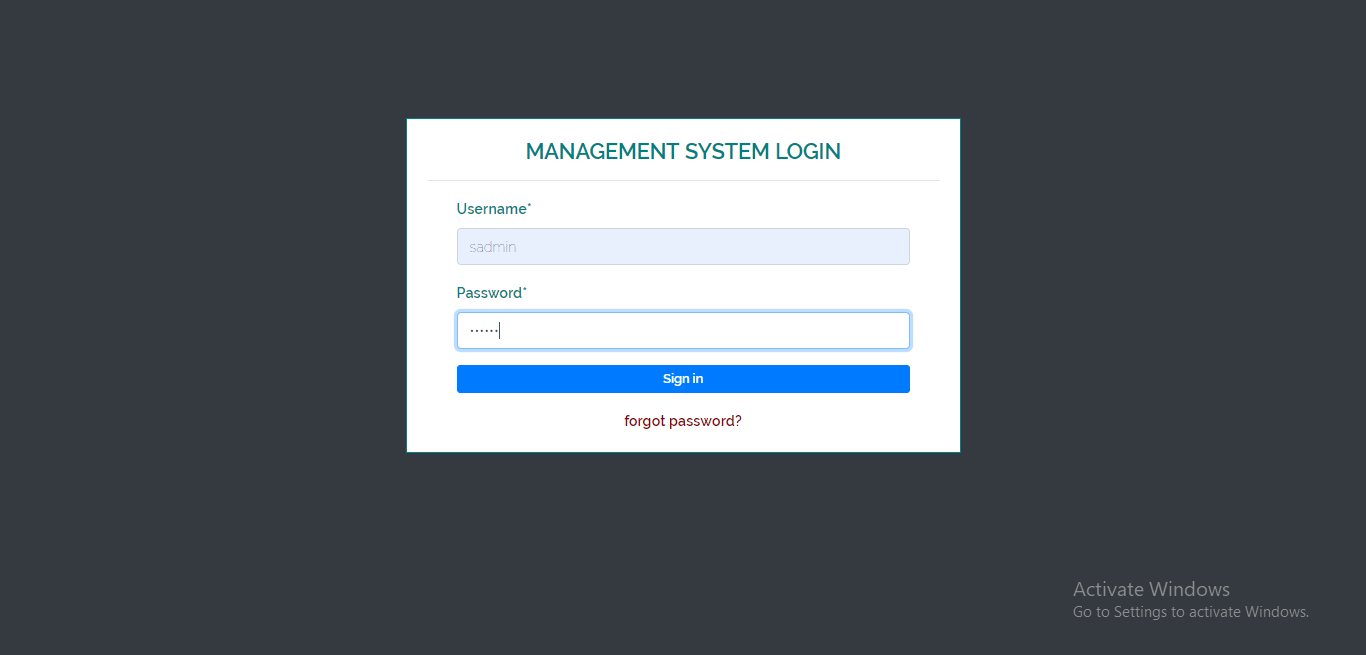 MANAGEMENT SYSTEM LOGIN
Username*
sadmin
Password*
······
Sign in
forgot password?
Activate Windows
Go to Settings to activate Windows.